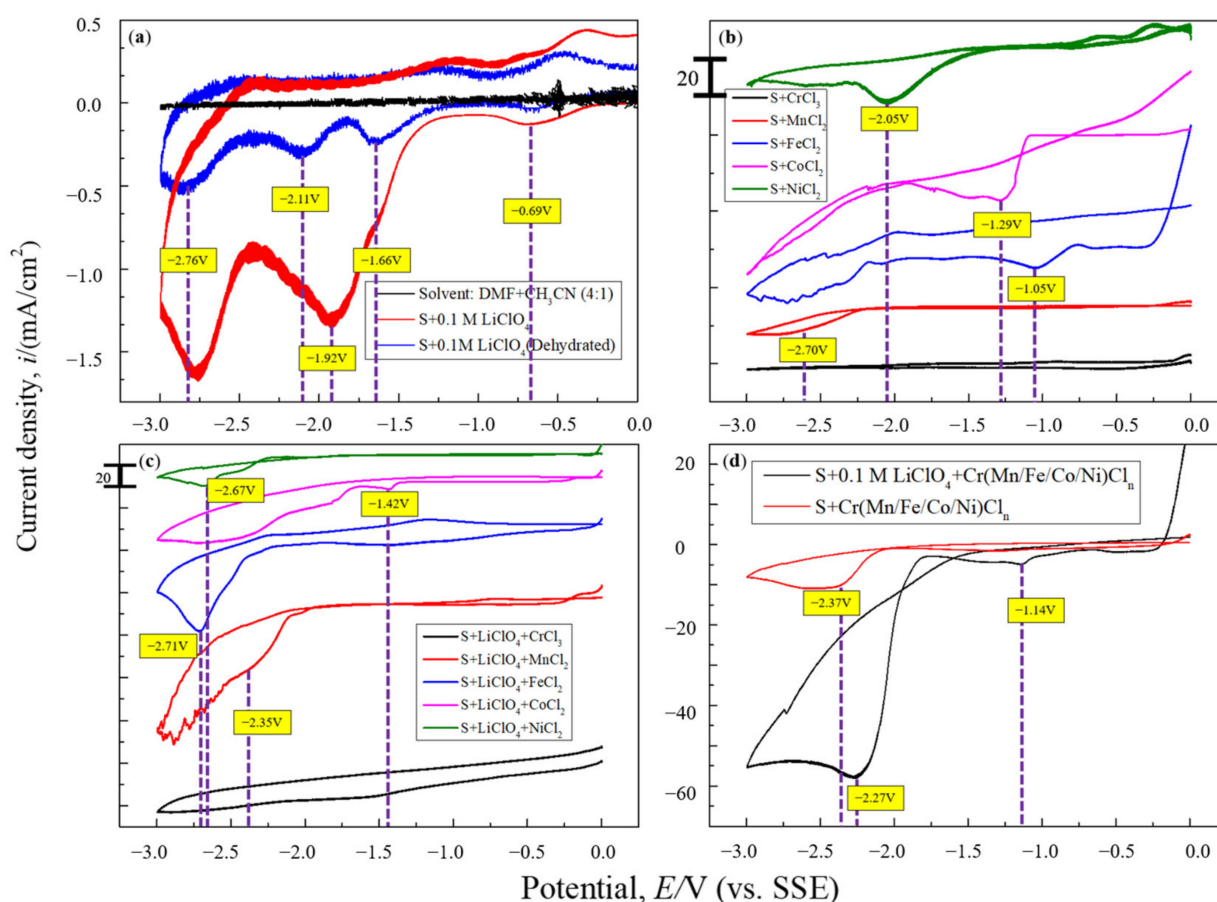 Current density, i/(mA/cm²)
(a)
0.5
0.0
−0.5
−1.0
−1.5
−2.11V
−0.69V
−2.76V
−1.66V
−1.92V
Solvent: DMF+CH₃CN (4:1)
S+0.1 M LiClO₄
S+0.1M LiClO₄(Dehydrated)
−3.0 −2.5 −2.0 −1.5 −1.0 −0.5 0.0
(b)
20
S+CrCl₃
S+MnCl₂
S+FeCl₂
S+CoCl₂
S+NiCl₂
−2.05V
−1.29V
−1.05V
−2.70V
−3.0 −2.5 −2.0 −1.5 −1.0 −0.5 0.0
(c)
20
−2.67V
−1.42V
−2.71V
−2.35V
S+LiClO₄+CrCl₃
S+LiClO₄+MnCl₂
S+LiClO₄+FeCl₂
S+LiClO₄+CoCl₂
S+LiClO₄+NiCl₂
−3.0 −2.5 −2.0 −1.5 −1.0 −0.5 0.0
(d)
20
0
−20
−40
−60
S+0.1 M LiClO₄+Cr(Mn/Fe/Co/Ni)Clₙ
S+Cr(Mn/Fe/Co/Ni)Clₙ
−2.37V
−1.14V
−2.27V
−3.0 −2.5 −2.0 −1.5 −1.0 −0.5 0.0
Potential, E/V (vs. SSE)